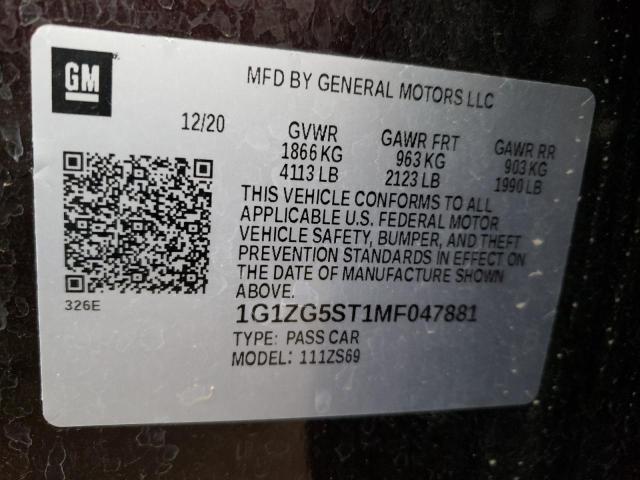 GM
MFD BY GENERAL MOTORS LLC
12/20 GVWR GAWR FRT GAWR RR
1866 KG 963 KG 903 KG
4113 LB 2123 LB 1990 LB
THIS VEHICLE CONFORMS TO ALL
APPLICABLE U.S. FEDERAL MOTOR
VEHICLE SAFETY, BUMPER, AND THEFT
PREVENTION STANDARDS IN EFFECT ON
THE DATE OF MANUFACTURE SHOWN
ABOVE.
326E
1G1ZG5ST1MF047881
TYPE: PASS CAR
MODEL: 111ZS69